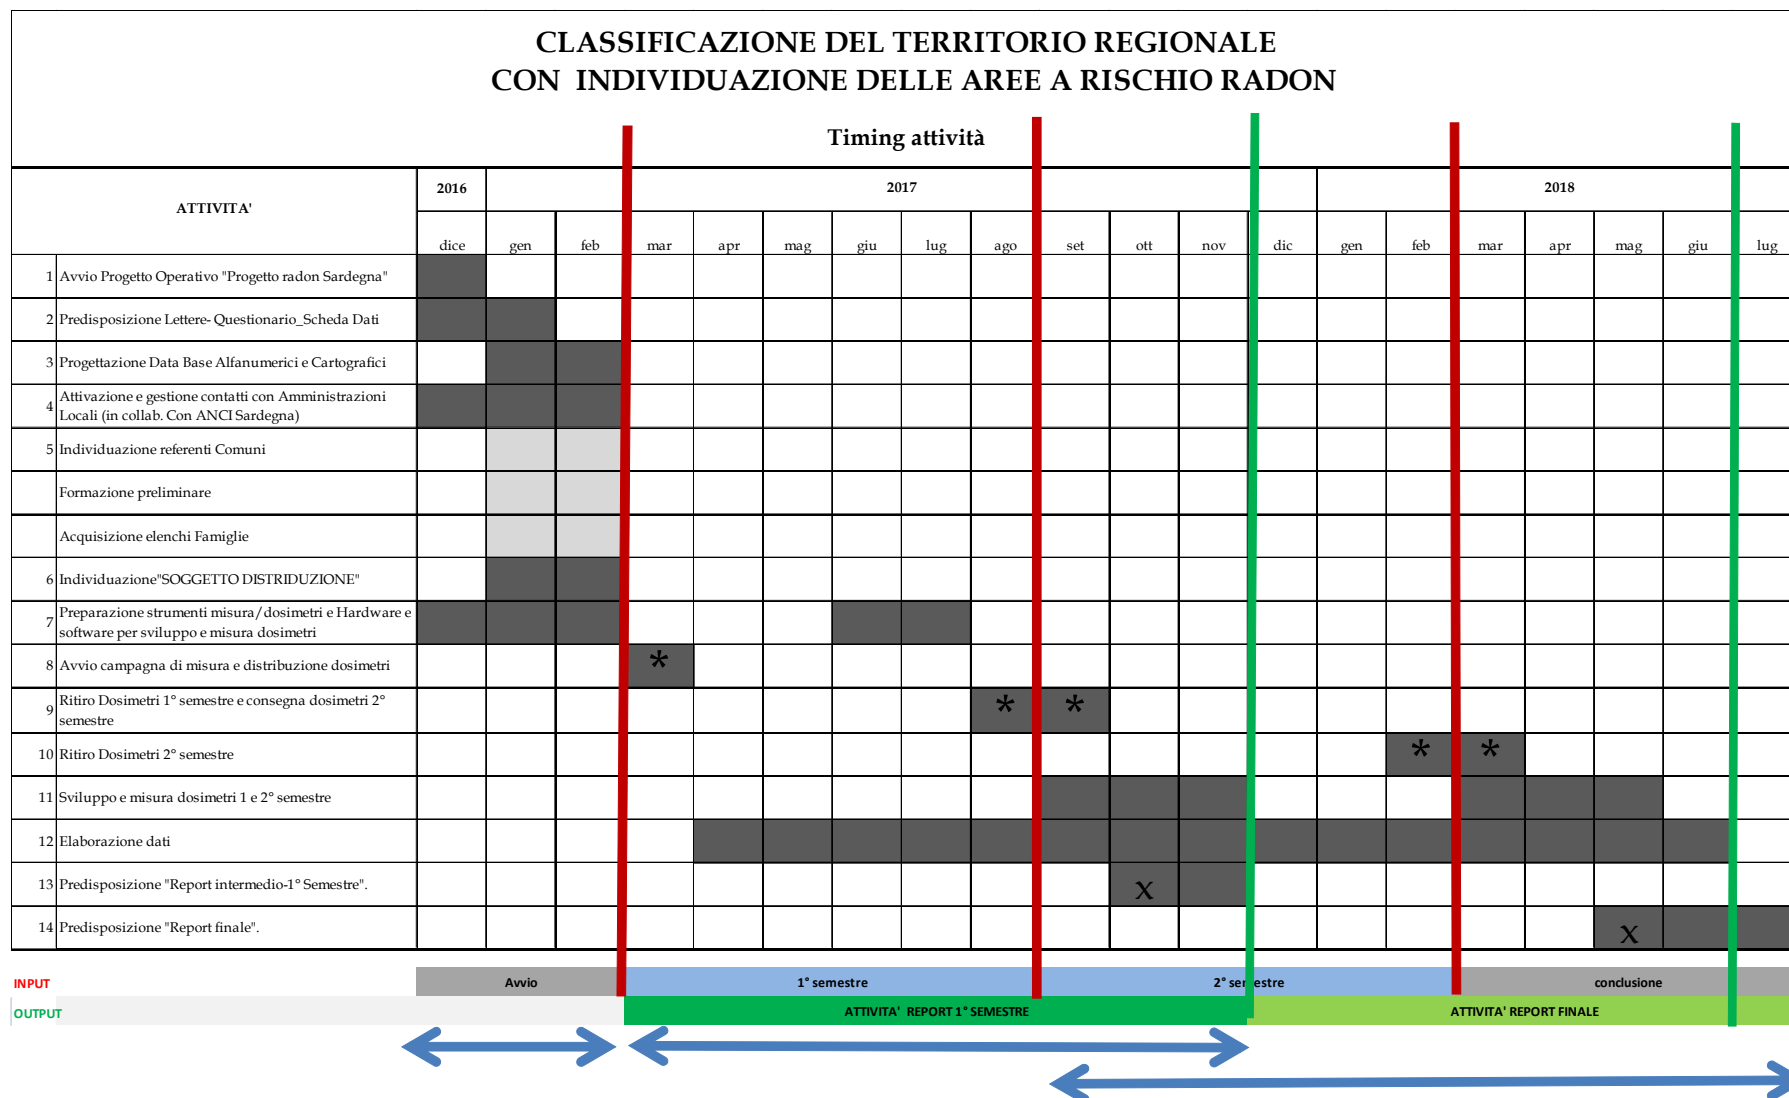 CLASSIFICAZIONE DEL TERRITORIO REGIONALE
CON INDIVIDUAZIONE DELLE AREE A RISCHIO RADON
Timing attività
ATTIVITA'
2016
2017
2018
dice gen feb mar apr mag giu lug ago set ott nov dic gen feb mar apr mag giu lug
1 Avvio Progetto Operativo "Progetto radon Sardegna"
2 Predisposizione Lettere- Questionario_Scheda Dati
3 Progettazione Data Base Alfanumerici e Cartografici
4 Attivazione e gestione contatti con Amministrazioni
Locali (in collab. Con ANCI Sardegna)
5 Individuazione referenti Comuni
Formazione preliminare
Acquisizione elenchi Famiglie
6 Individuazione"SOGGETTO DISTRIDUZIONE"
7 Preparazione strumenti misura/dosimetri e Hardware e
software per sviluppo e misura dosimetri
8 Avvio campagna di misura e distribuzione dosimetri *
9 Ritiro Dosimetri 1° semestre e consegna dosimetri 2°
semestre * *
10 Ritiro Dosimetri 2° semestre * *
11 Sviluppo e misura dosimetri 1 e 2° semestre
12 Elaborazione dati
13 Predisposizione "Report intermedio-1° Semestre". x
14 Predisposizione "Report finale". x
INPUT Avvio 1° semestre 2° semestre conclusione
OUTPUT ATTIVITA' REPORT 1° SEMESTRE ATTIVITA' REPORT FINALE